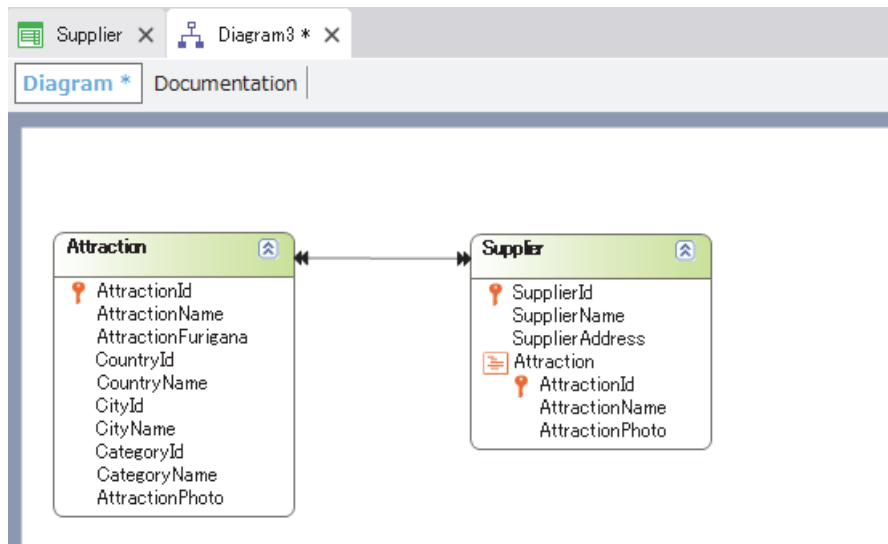 Supplier
Diagram3 *
Diagram *
Documentation
Attraction
AttractionId
AttractionName
AttractionFurigana
CountryId
CountryName
CityId
CityName
CategoryId
CategoryName
AttractionPhoto
Supplier
SupplierId
SupplierName
SupplierAddress
Attraction
AttractionId
AttractionName
AttractionPhoto